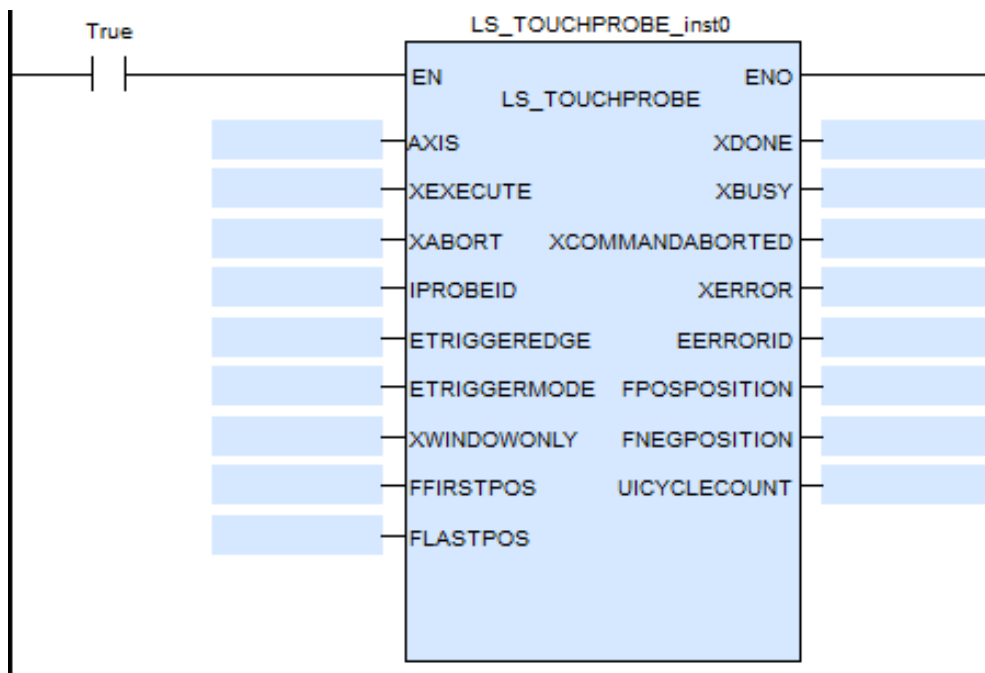 True
LS_TOUCHPROBE_inst0
EN ENO
LS_TOUCHPROBE
AXIS XDONE
XEXECUTE XBUSY
XABORT XCOMMANDABORTED
IPROBEID XERROR
ETRIGGEREDGE EERRORID
ETRIGGERMODE FPOSPOSITION
XWINDOWONLY FNEGPOSITION
FFIRSTPOS UICYCLECOUNT
FLASTPOS